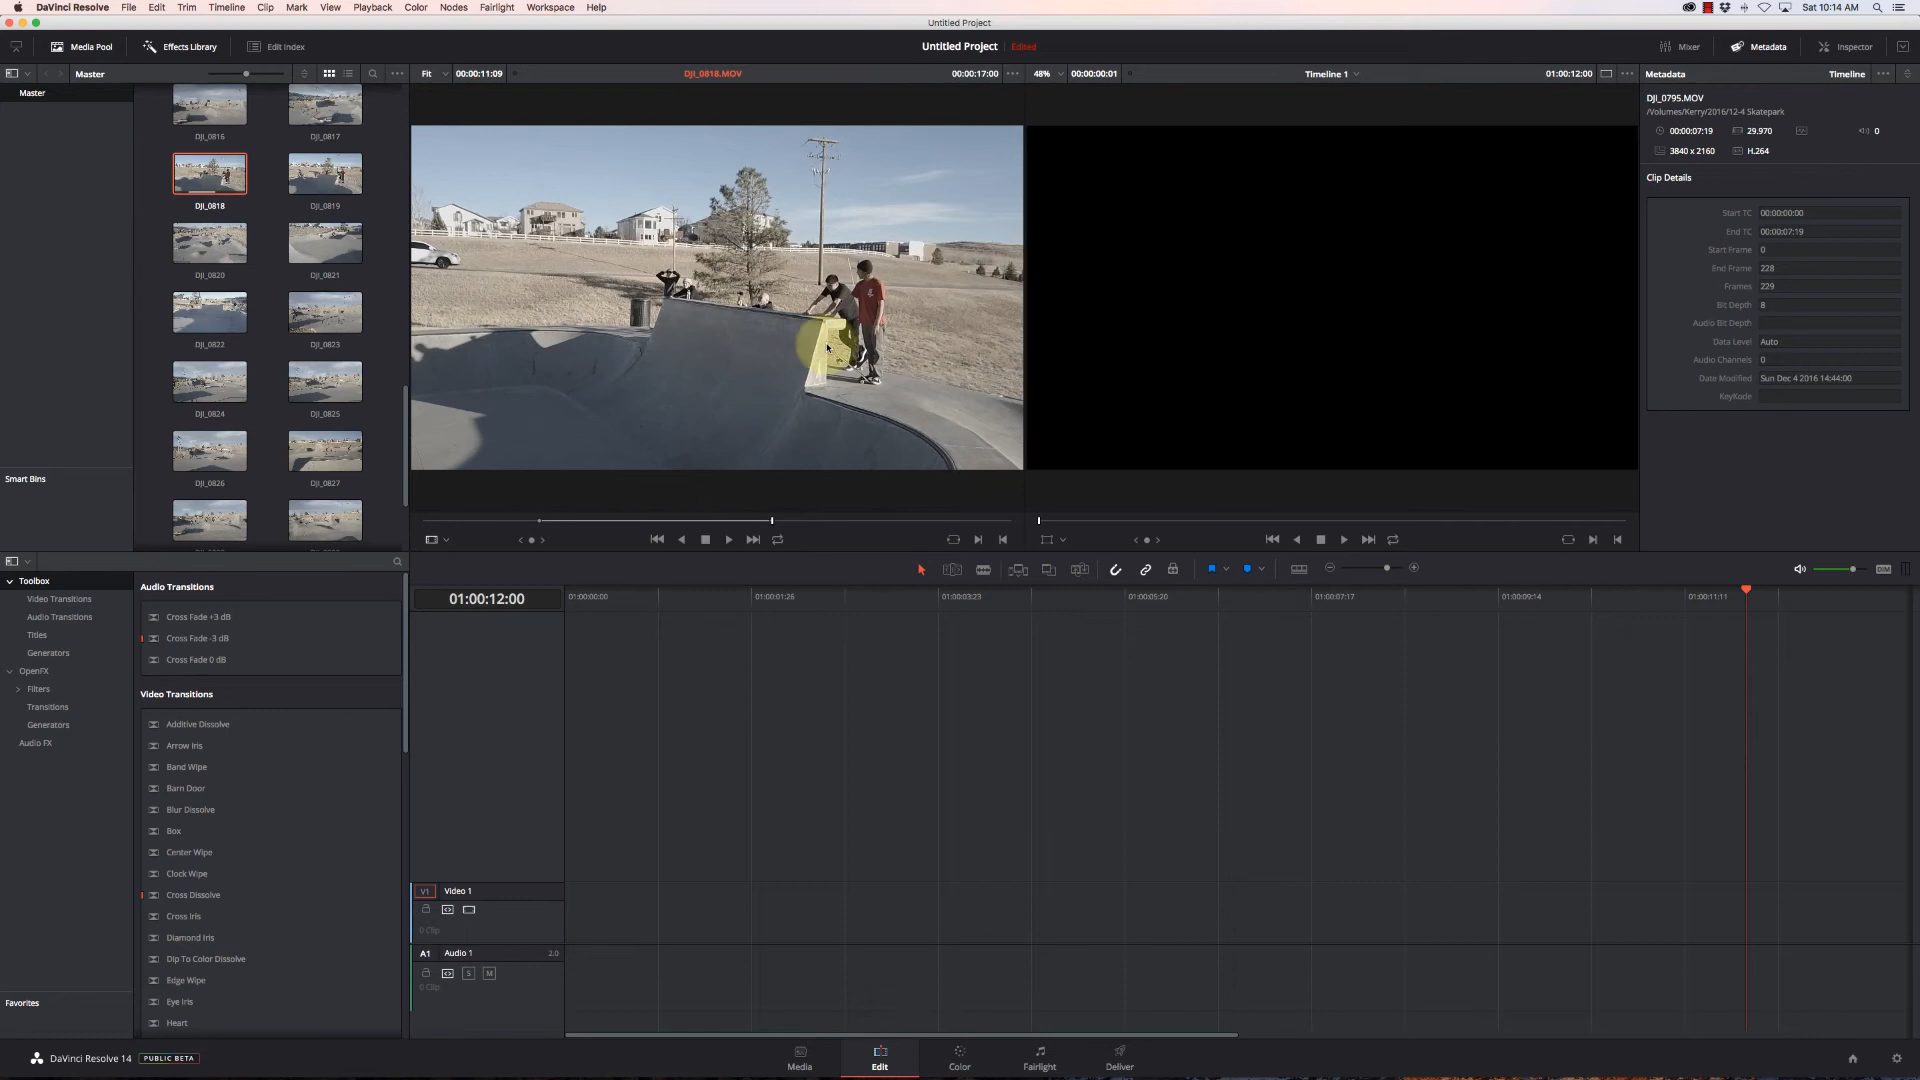 DaVinci Resolve File Edit Trim Timeline Clip Mark View Playback Color Nodes Fairlight Workspace Help
Sat 10:14 AM
Untitled Project
Media Pool Effects Library Edit Index
Untitled Project Edited
Mixer Metadata Inspector
Master
Fit 00:00:11:09 DJI_0818.MOV 00:00:17:00
48% 00:00:00:01 Timeline 1 01:00:12:00
Metadata Timeline
Master
DJI_0816 DJI_0817
DJI_0818 DJI_0819
DJI_0820 DJI_0821
DJI_0822 DJI_0823
DJI_0824 DJI_0825
DJI_0826 DJI_0827
Smart Bins
DJI_0795.MOV
/Volumes/Kerry/2016/12-4 Skatepark
00:00:07:19 29.970 0
3840 x 2160 H.264
Clip Details
Start TC 00:00:00:00
End TC 00:00:07:19
Start Frame 0
End Frame 228
Frames 229
Bit Depth 8
Audio Bit Depth
Data Level Auto
Audio Channels 0
Date Modified Sun Dec 4 2016 14:44:00
KeyKode
Toolbox
Video Transitions
Audio Transitions
Titles
Generators
OpenFX
Filters
Transitions
Generators
Audio FX
Favorites
Audio Transitions
Cross Fade +3 dB
Cross Fade -3 dB
Cross Fade 0 dB
Video Transitions
Additive Dissolve
Arrow Iris
Band Wipe
Barn Door
Blur Dissolve
Box
Center Wipe
Clock Wipe
Cross Dissolve
Cross Iris
Diamond Iris
Dip To Color Dissolve
Edge Wipe
Eye Iris
Heart
DIM
01:00:12:00
01:00:00:00 01:00:01:26 01:00:03:23 01:00:05:20 01:00:07:17 01:00:09:14 01:00:11:11
V1 Video 1
0 Clip
A1 Audio 1 2.0
S M
0 Clip
DaVinci Resolve 14 PUBLIC BETA
Media Edit Color Fairlight Deliver